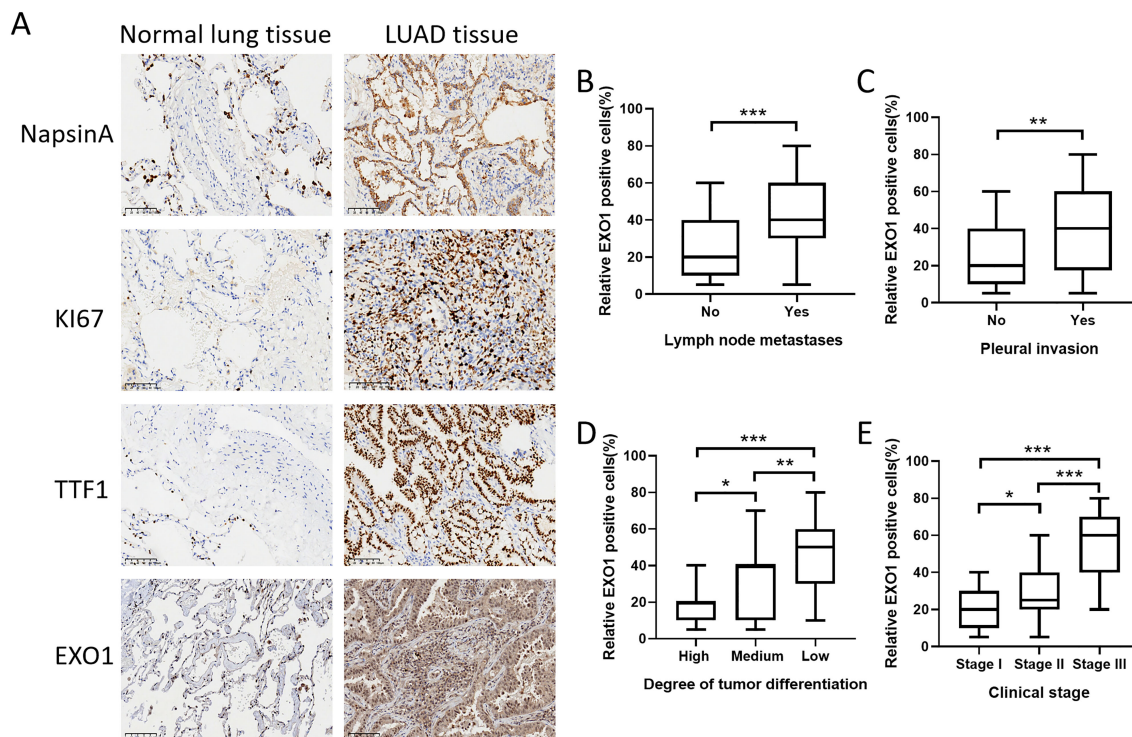 A
Normal lung tissue
LUAD tissue
NapsinA
KI67
TTF1
EXO1
B
Relative EXO1 positive cells(%)
100
80
60
40
20
0
***
No
Yes
Lymph node metastases
C
Relative EXO1 positive cells(%)
100
80
60
40
20
0
**
No
Yes
Pleural invasion
D
Relative EXO1 positive cells(%)
100
80
60
40
20
0
***
**
*
High
Medium
Low
Degree of tumor differentiation
E
Relative EXO1 positive cells(%)
100
80
60
40
20
0
***
***
*
Stage I
Stage II
Stage III
Clinical stage